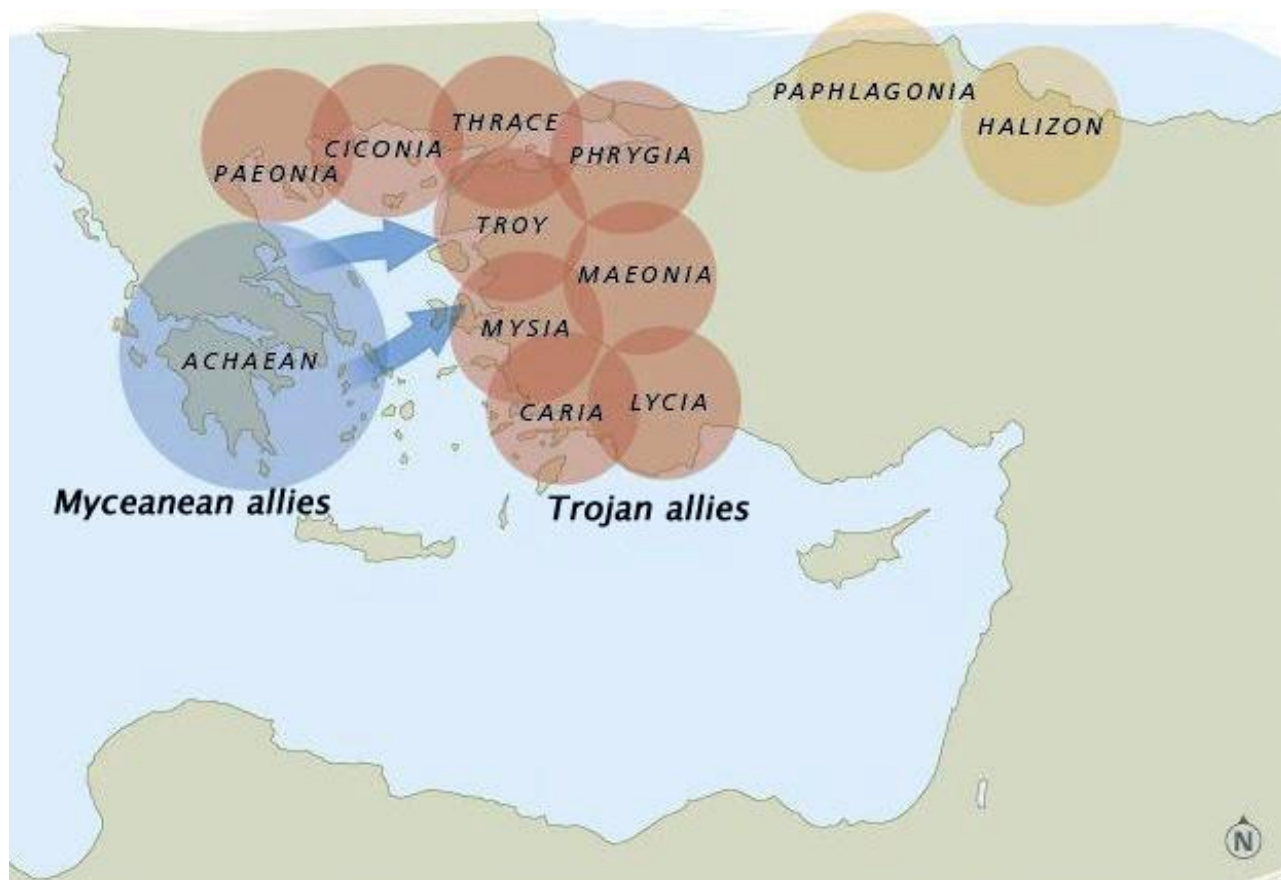 PAPHLAGONIA
HALIZON
THRACE
CICONIA
PHRYGIA
PAEONIA
TROY
MAEONIA
MYSIA
ACHAEAN
CARIA
LYCIA
Myceanean allies
Trojan allies
N